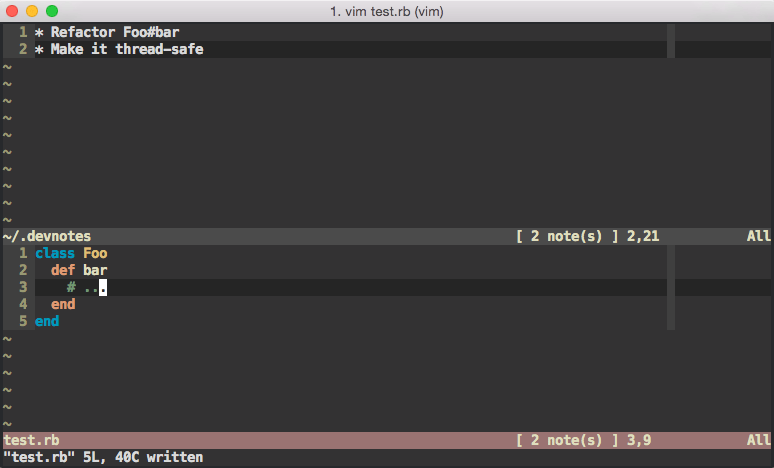 1. vim test.rb (vim)
1 * Refactor Foo#bar
2 * Make it thread-safe
~
~
~
~
~
~
~
~
~
~
~/.devnotes [ 2 note(s) ] 2,21 All
1 class Foo
2   def bar
3     # ...
4   end
5 end
~
~
~
~
~
~
test.rb [ 2 note(s) ] 3,9 All
"test.rb" 5L, 40C written